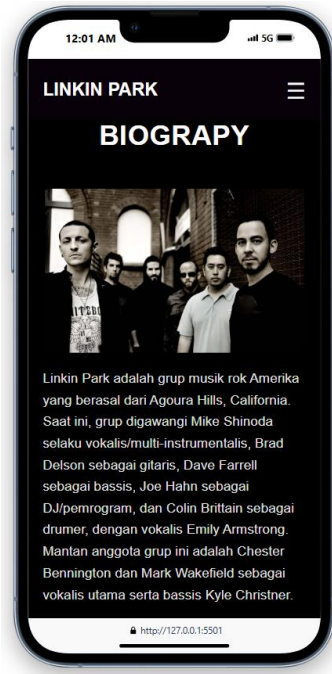 12:01 AM
5G
LINKIN PARK
BIOGRAPY
Linkin Park adalah grup musik rok Amerika
yang berasal dari Agoura Hills, California.
Saat ini, grup digawangi Mike Shinoda
selaku vokalis/multi-instrumentalis, Brad
Delson sebagai gitaris, Dave Farrell
sebagai bassis, Joe Hahn sebagai
DJ/pemrogram, dan Colin Brittain sebagai
drumer, dengan vokalis Emily Armstrong.
Mantan anggota grup ini adalah Chester
Bennington dan Mark Wakefield sebagai
vokalis utama serta bassis Kyle Christner.
http://127.0.0.1:5501